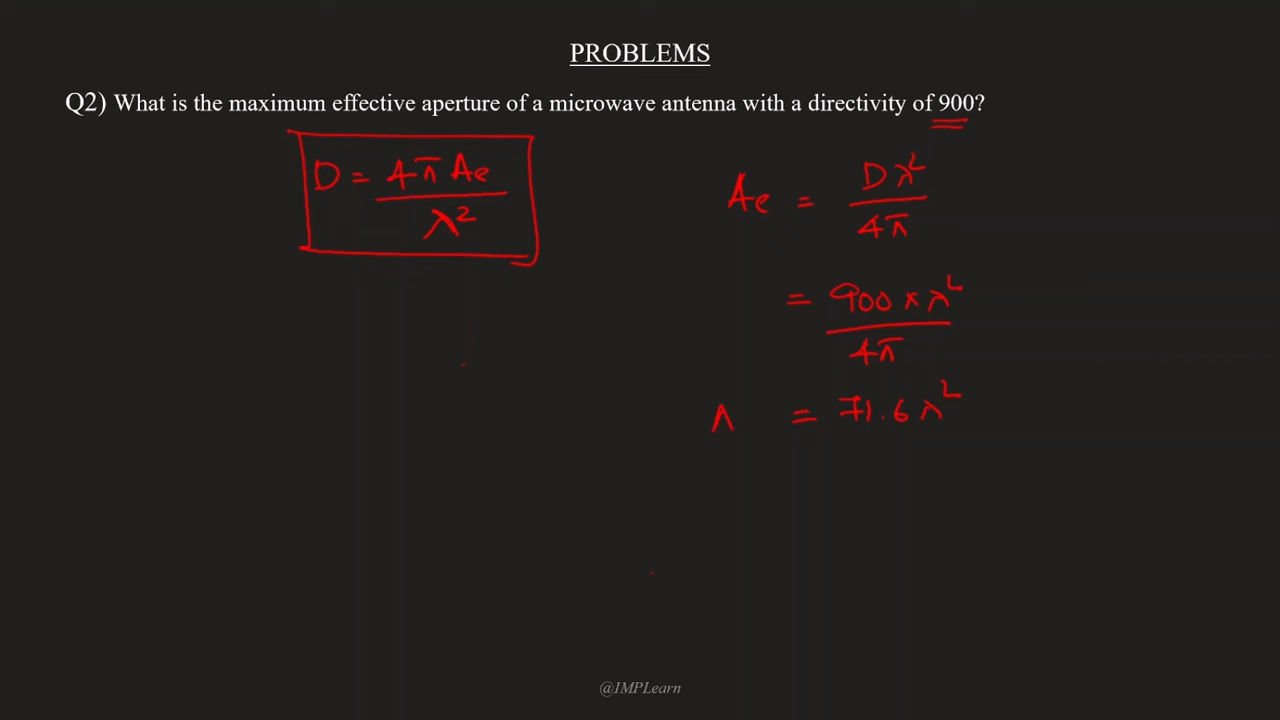 PROBLEMS
Q2) What is the maximum effective aperture of a microwave antenna with a directivity of 900?
D = 4π Ae / λ²
Ae = Dλ² / 4π
= 900 × λ² / 4π
= 71.6 λ²
@IMPLearn